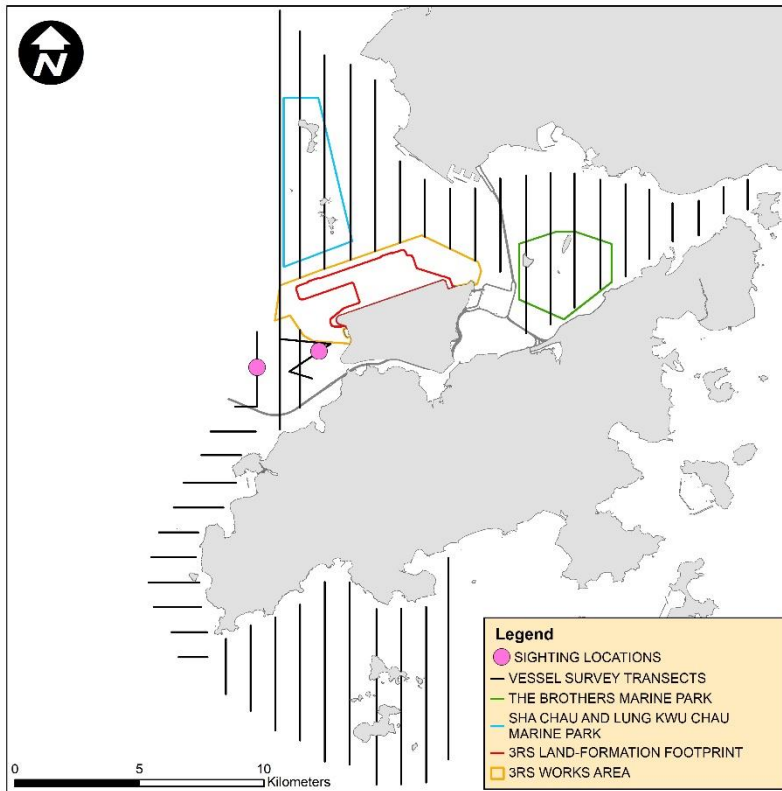 N
Legend
SIGHTING LOCATIONS
VESSEL SURVEY TRANSECTS
THE BROTHERS MARINE PARK
SHA CHAU AND LUNG KWU CHAU
MARINE PARK
3RS LAND-FORMATION FOOTPRINT
3RS WORKS AREA
0 5 10
Kilometers